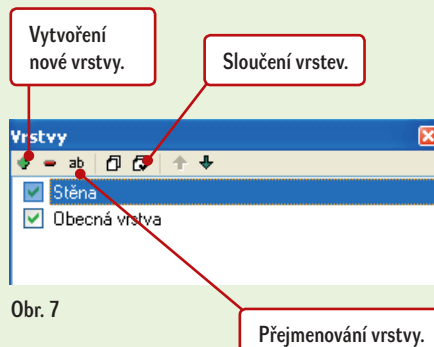 Vytvoření
nové vrstvy.
Sloučení vrstev.
Vrstvy
ab
Stěna
Obecná vrstva
Obr. 7
Přejmenování vrstvy.